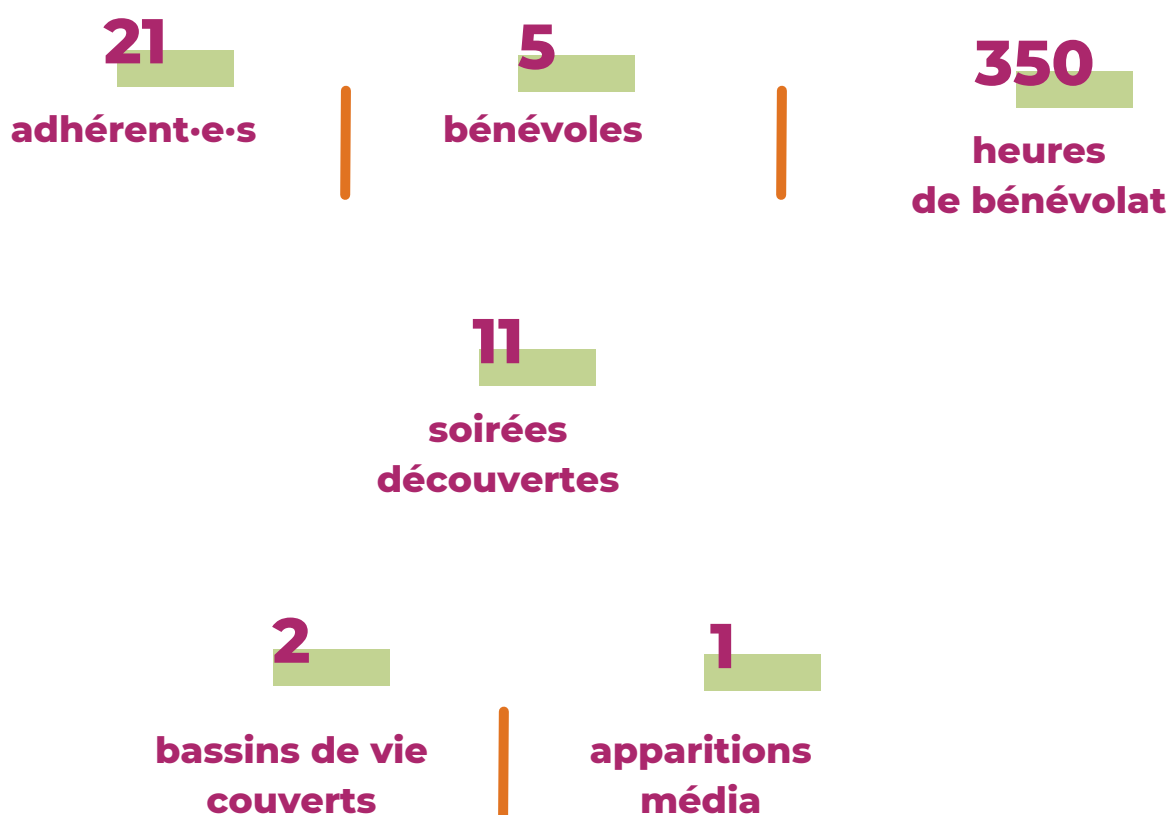 21
adhérent·e·s
5
bénévoles
350
heures
de bénévolat
11
soirées
découvertes
2
bassins de vie
couverts
1
apparitions
média